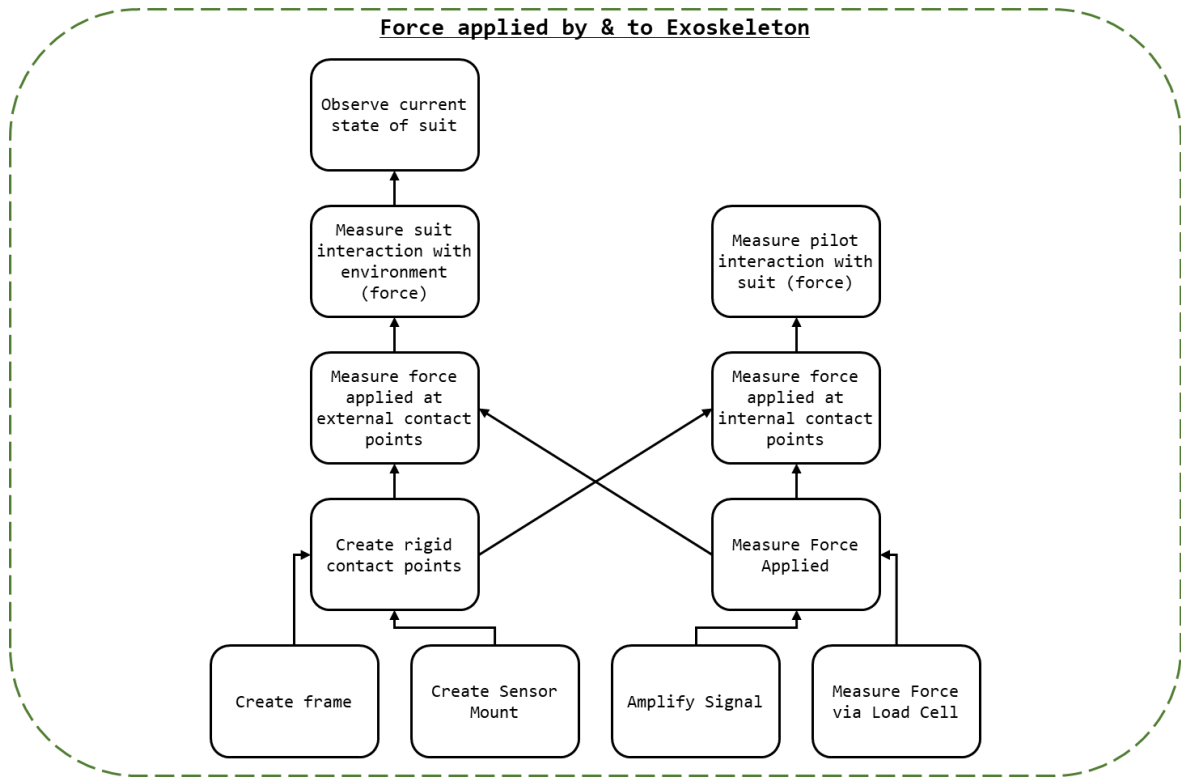 Force applied by & to Exoskeleton
Observe current
state of suit
Measure suit
interaction with
environment
(force)
Measure pilot
interaction with
suit (force)
Measure force
applied at
external contact
points
Measure force
applied at
internal contact
points
Create rigid
contact points
Measure Force
Applied
Create frame
Create Sensor
Mount
Amplify Signal
Measure Force
via Load Cell